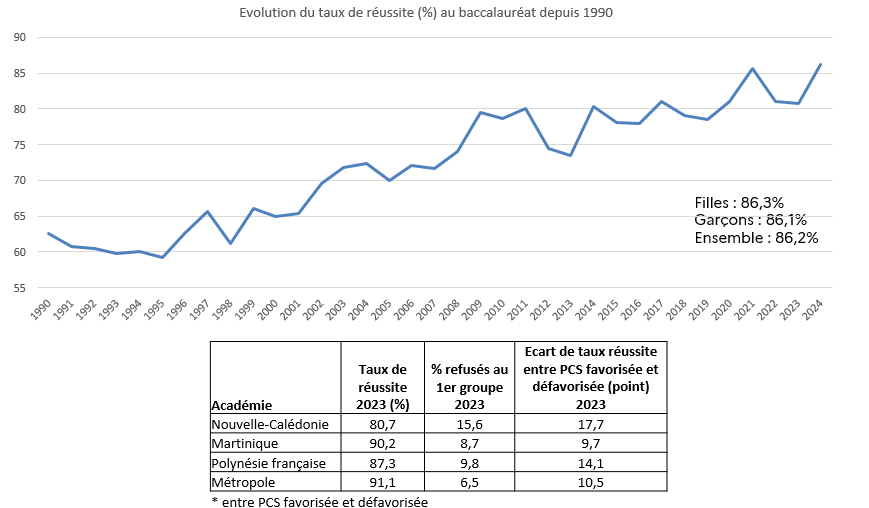 Evolution du taux de réussite (%) au baccalauréat depuis 1990
90
85
80
75
70
65
60
55
Filles : 86,3%
Garçons : 86,1%
Ensemble : 86,2%
1990 1991 1992 1993 1994 1995 1996 1997 1998 1999 2000 2001 2002 2003 2004 2005 2006 2007 2008 2009 2010 2011 2012 2013 2014 2015 2016 2017 2018 2019 2020 2021 2022 2023 2024
Académie
Taux de
réussite
2023 (%)
% refusés au
1er groupe
2023
Ecart de taux réussite
entre PCS favorisée et
défavorisée (point)
2023
Nouvelle-Calédonie 80,7 15,6 17,7
Martinique 90,2 8,7 9,7
Polynésie française 87,3 9,8 14,1
Métropole 91,1 6,5 10,5
* entre PCS favorisée et défavorisée